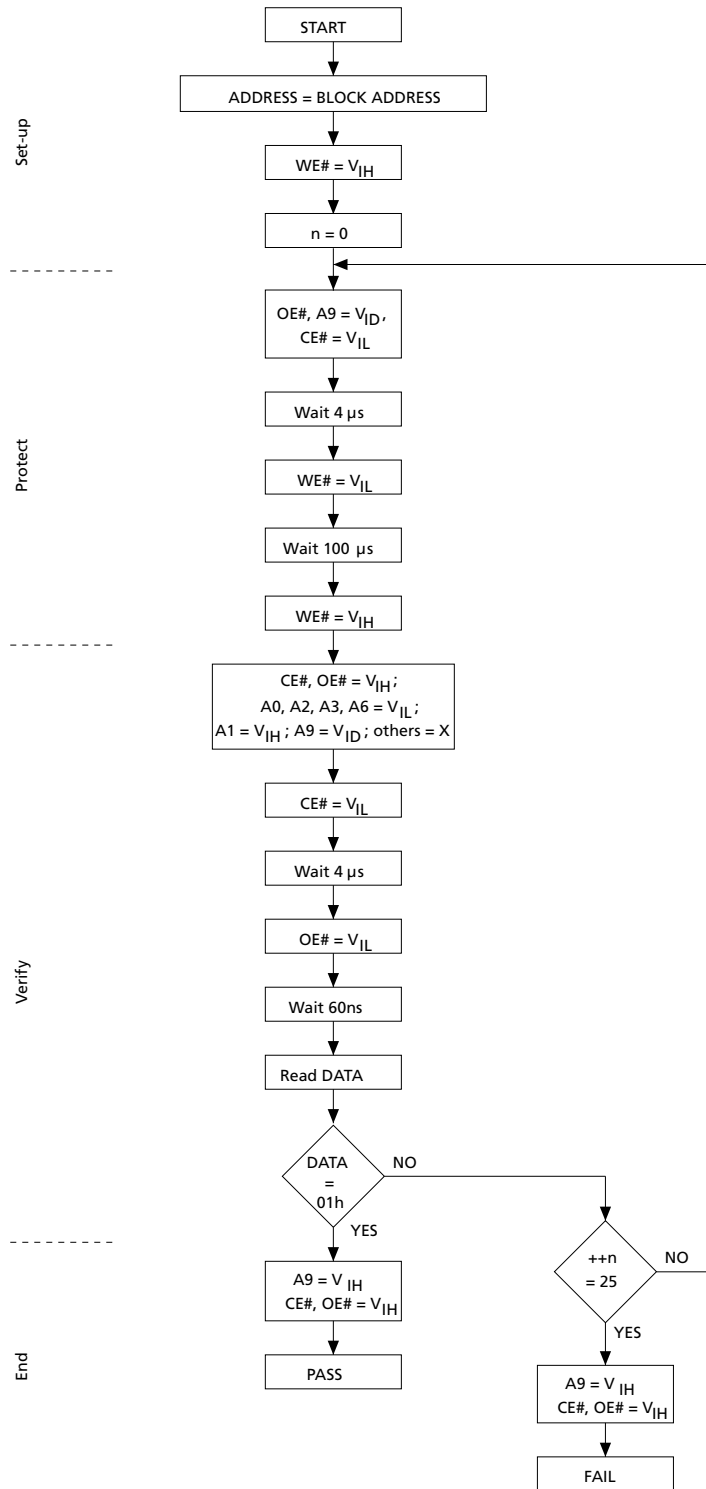 START
ADDRESS = BLOCK ADDRESS
Set-up
WE# = VIH
n = 0
OE#, A9 = VID,
CE# = VIL
Wait 4 µs
Protect
WE# = VIL
Wait 100 µs
WE# = VIH
CE#, OE# = VIH;
A0, A2, A3, A6 = VIL;
A1 = VIH; A9 = VID; others = X
CE# = VIL
Wait 4 µs
OE# = VIL
Verify
Wait 60ns
Read DATA
DATA
=
01h
NO
YES
++n
= 25
NO
YES
A9 = V IH
CE#, OE# = VIH
PASS
End
A9 = V IH
CE#, OE# = VIH
FAIL